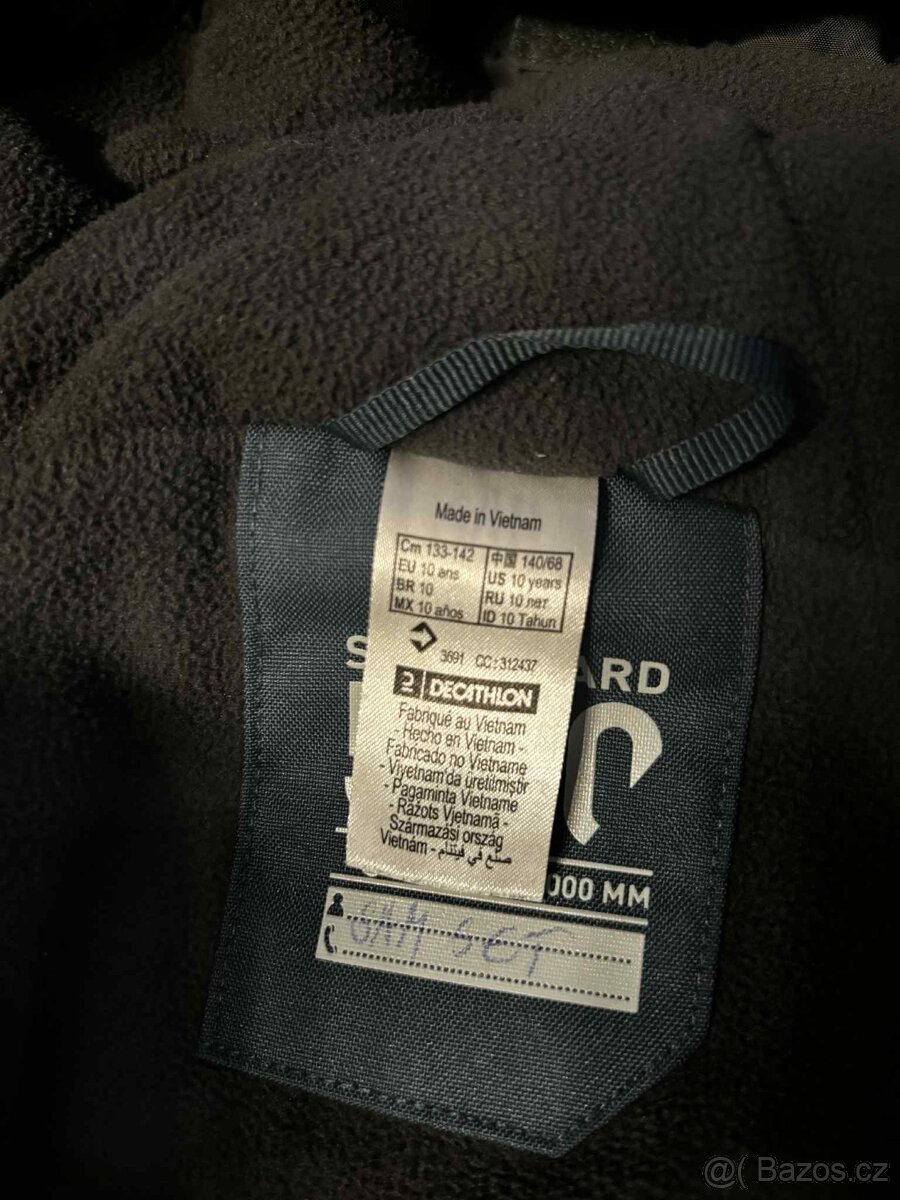 Made in Vietnam
Cm 133-142 中国 140/68
EU 10 ans US 10 years
BR 10 RU 10 лет
MX 10 años ID 10 Tahun
3691 CC: 312437
DECATHLON
Fabriqué au Vietnam
- Hecho en Vietnam -
Fabricado no Vietname
- Viyetnam'da üretilmiştir
- Pagaminta Vietname
- Ražots Vjetnamā -
Származási ország
Vietnám - صنع في فيتنام
ARD
000 MM
SET
@( Bazos.cz